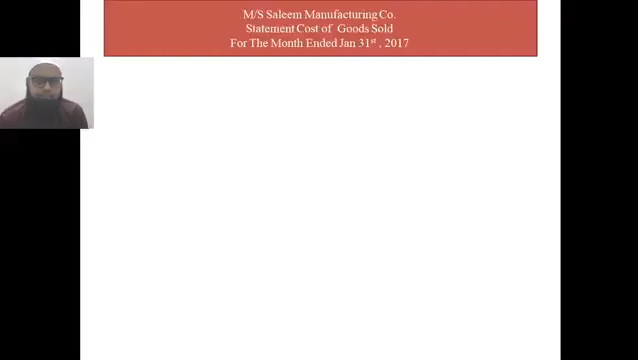 M/S Saleem Manufacturing Co.
Statement Cost of Goods Sold
For The Month Ended Jan 31st , 2017